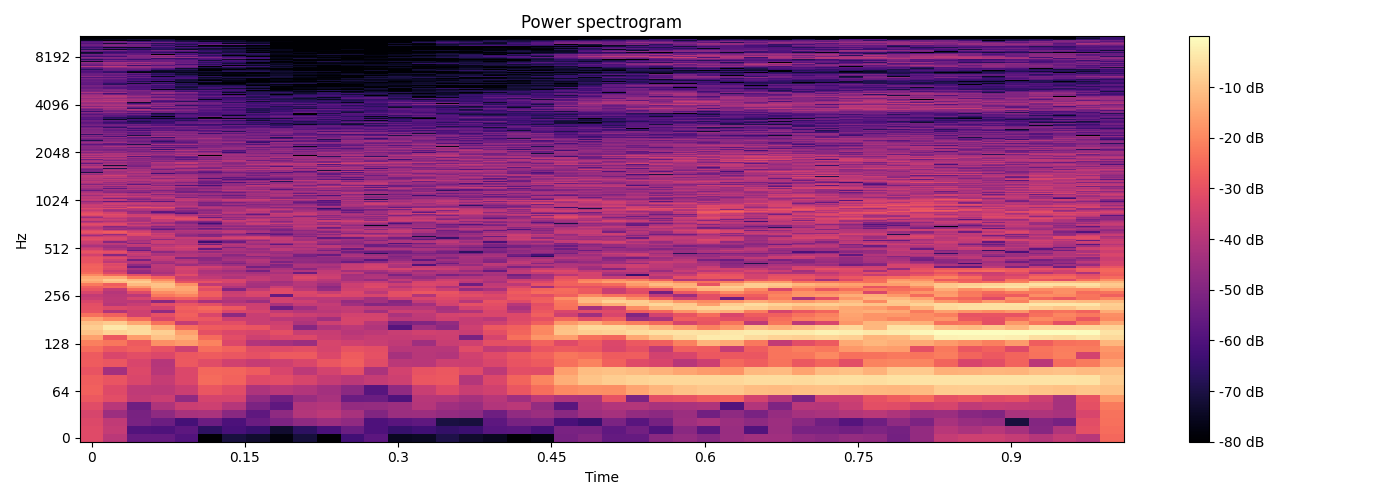 Power spectrogram
Hz
8192
4096
2048
1024
512
256
128
64
0
0 0.15 0.3 0.45 0.6 0.75 0.9
Time
-10 dB
-20 dB
-30 dB
-40 dB
-50 dB
-60 dB
-70 dB
-80 dB